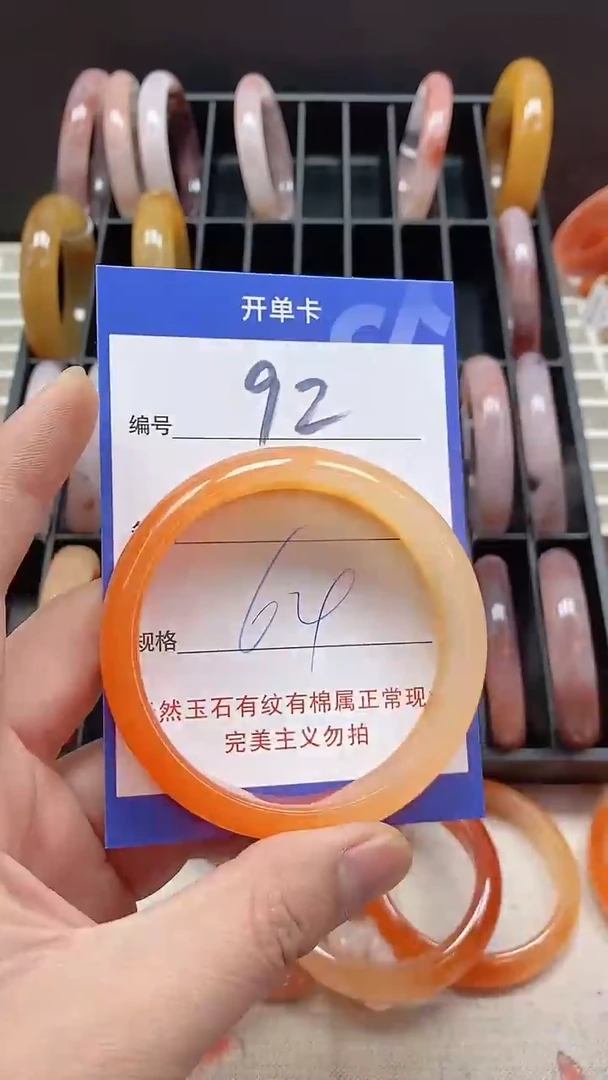 开单卡
编号 92
规格 64
然玉石有纹有棉属正常现
完美主义勿拍